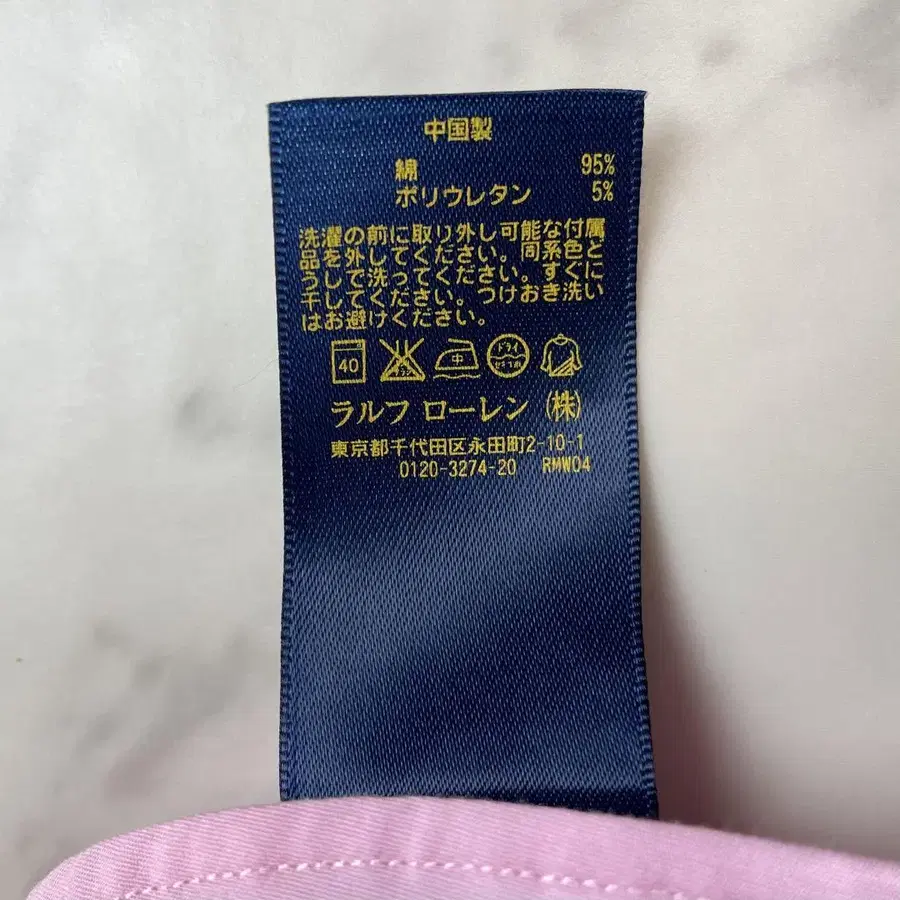 中国製
綿 95%
ポリウレタン 5%
洗濯の前に取り外し可能な付属
品を外してください。同系色と
うしで洗ってください。すぐに
干してください。つけおき洗い
はお避けください。
40 中 ドライ
ラルフ ローレン (株)
東京都千代田区永田町2-10-1
0120-3274-20 RMW04